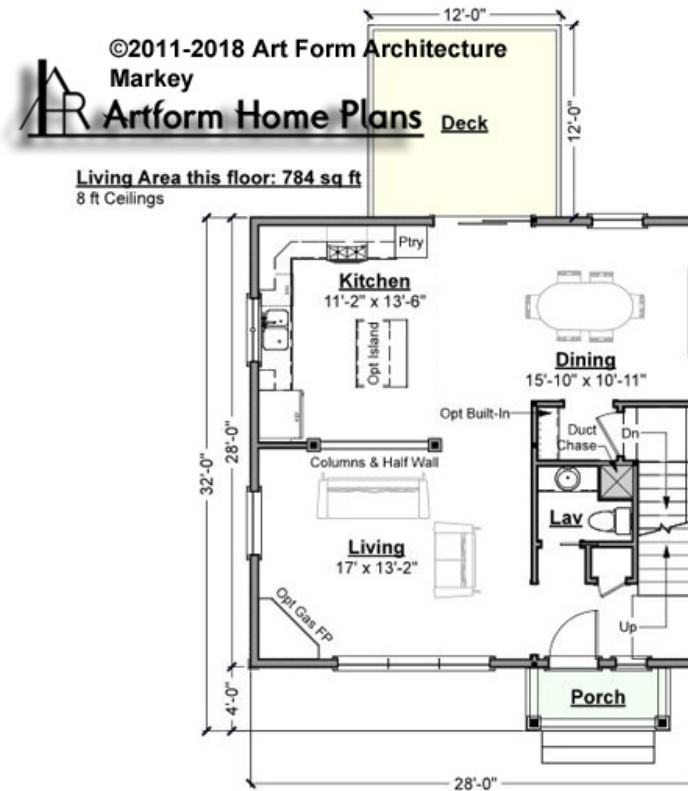 12'-0"
©2011-2018 Art Form Architecture
Markey
Artform Home Plans
Deck
12'-0"
Living Area this floor: 784 sq ft
8 ft Ceilings
Ptry
Kitchen
11'-2" x 13'-6"
Opt Island
Dining
15'-10" x 10'-11"
Opt Built-In
Duct
Chase
Dn
Columns & Half Wall
32'-0"
28'-0"
Lav
Living
17' x 13'-2"
Opt Gas FP
Up
4'-0"
Porch
28'-0"